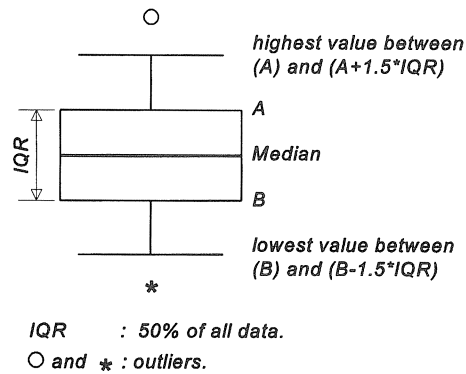 highest value between
(A) and (A+1.5*IQR)
A
IQR
Median
B
lowest value between
(B) and (B-1.5*IQR)
*
IQR : 50% of all data.
O and * : outliers.